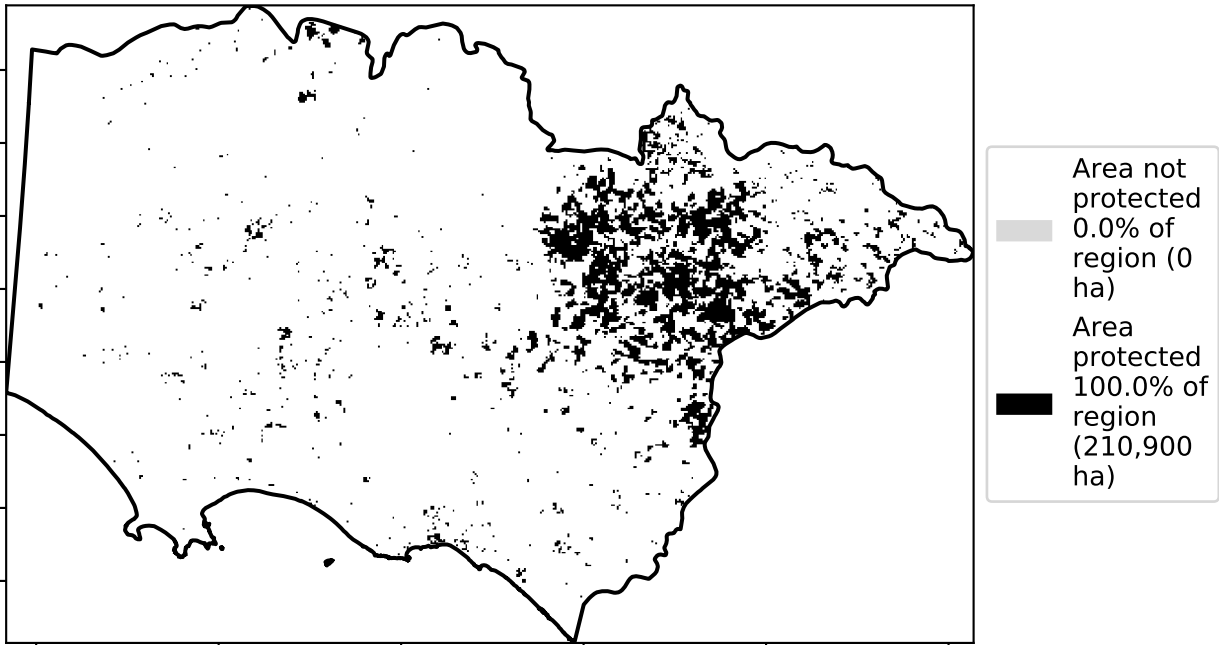 Area not
protected
0.0% of
region (0
ha)
Area
protected
100.0% of
region
(210,900
ha)